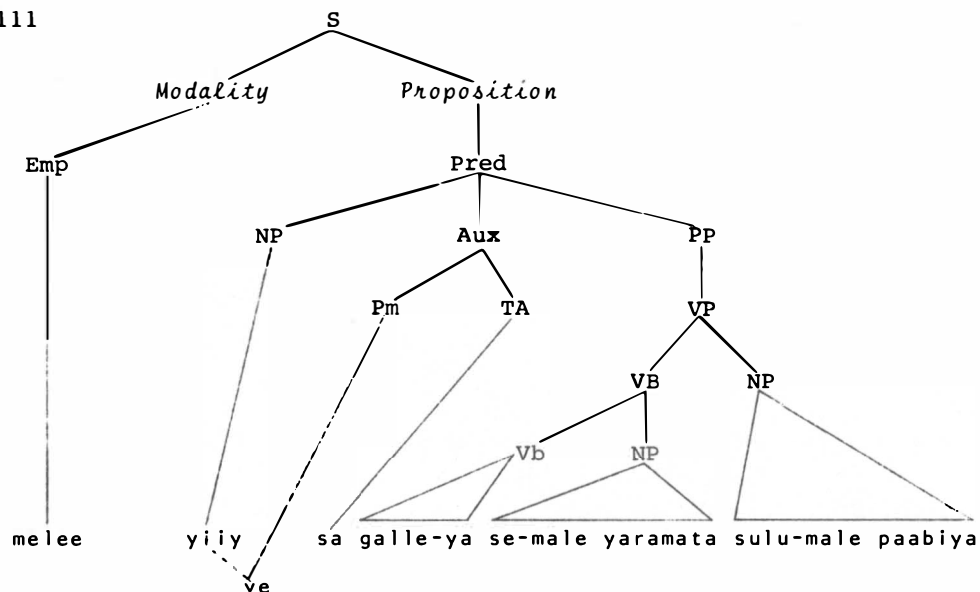 111
S
Modality Proposition
Emp Pred
NP Aux PP
Pm TA VP
VB NP
Vb NP
melee yiiy sa galle-ya se-male yaramata sulu-male paabiya
ye